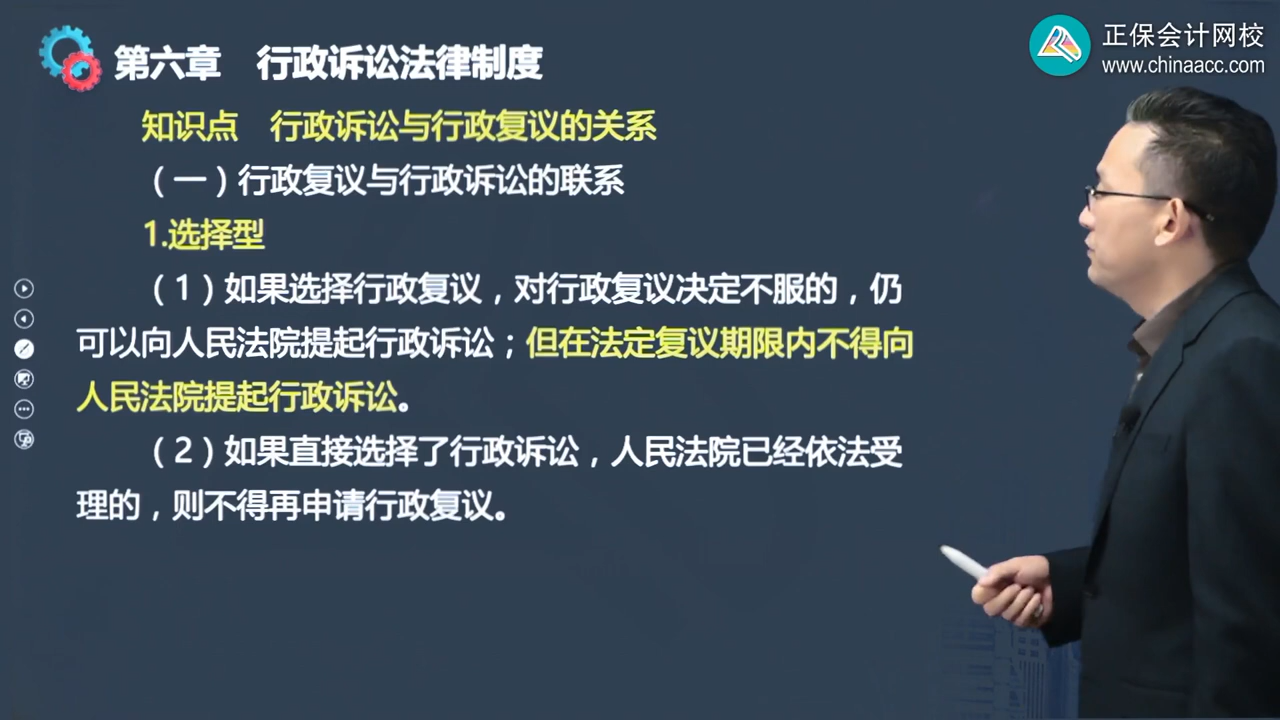 第六章 行政诉讼法律制度
正保会计网校
www.chinaacc.com
知识点 行政诉讼与行政复议的关系
（一）行政复议与行政诉讼的联系
1.选择型
（1）如果选择行政复议，对行政复议决定不服的，仍
可以向人民法院提起行政诉讼；但在法定复议期限内不得向
人民法院提起行政诉讼。
（2）如果直接选择了行政诉讼，人民法院已经依法受
理的，则不得再申请行政复议。